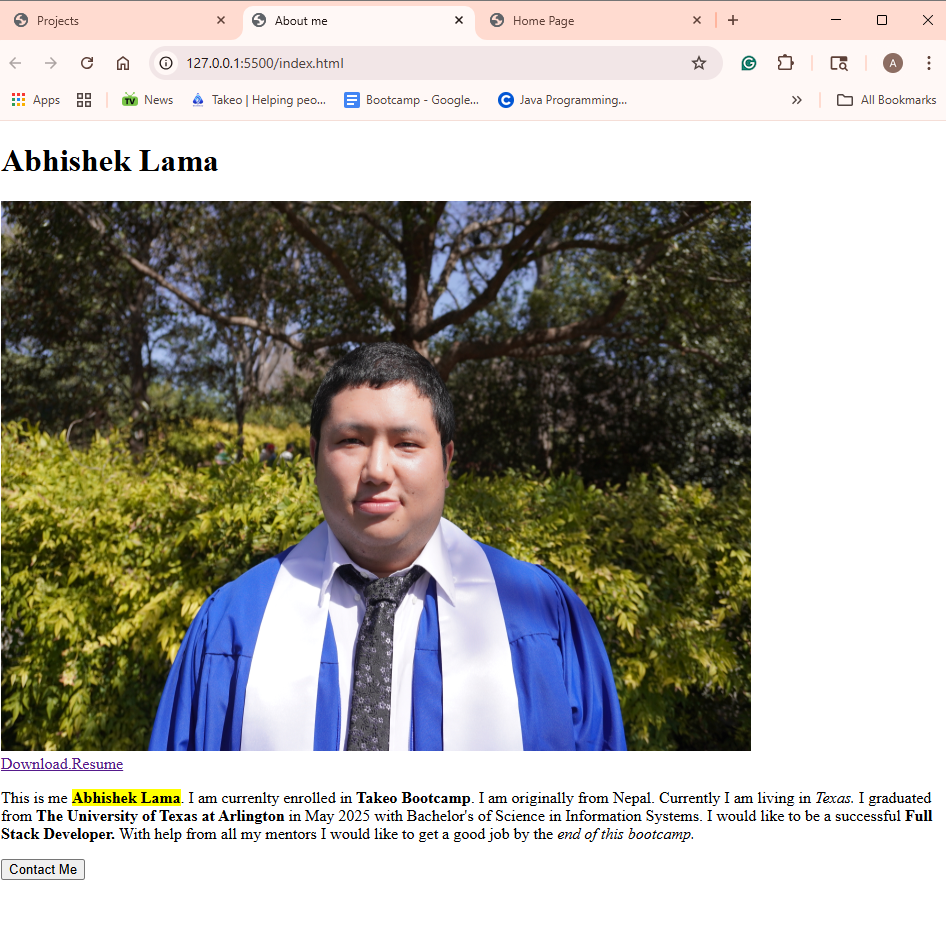 Projects
About me
Home Page
127.0.0.1:5500/index.html
A
Apps
TV
News
Takeo | Helping peo...
Bootcamp - Google...
C
Java Programming...
All Bookmarks
Abhishek Lama
Download.Resume
This is me Abhishek Lama. I am currenlty enrolled in Takeo Bootcamp. I am originally from Nepal. Currently I am living in Texas. I graduated
from The University of Texas at Arlington in May 2025 with Bachelor's of Science in Information Systems. I would like to be a successful Full
Stack Developer. With help from all my mentors I would like to get a good job by the end of this bootcamp.
Contact Me